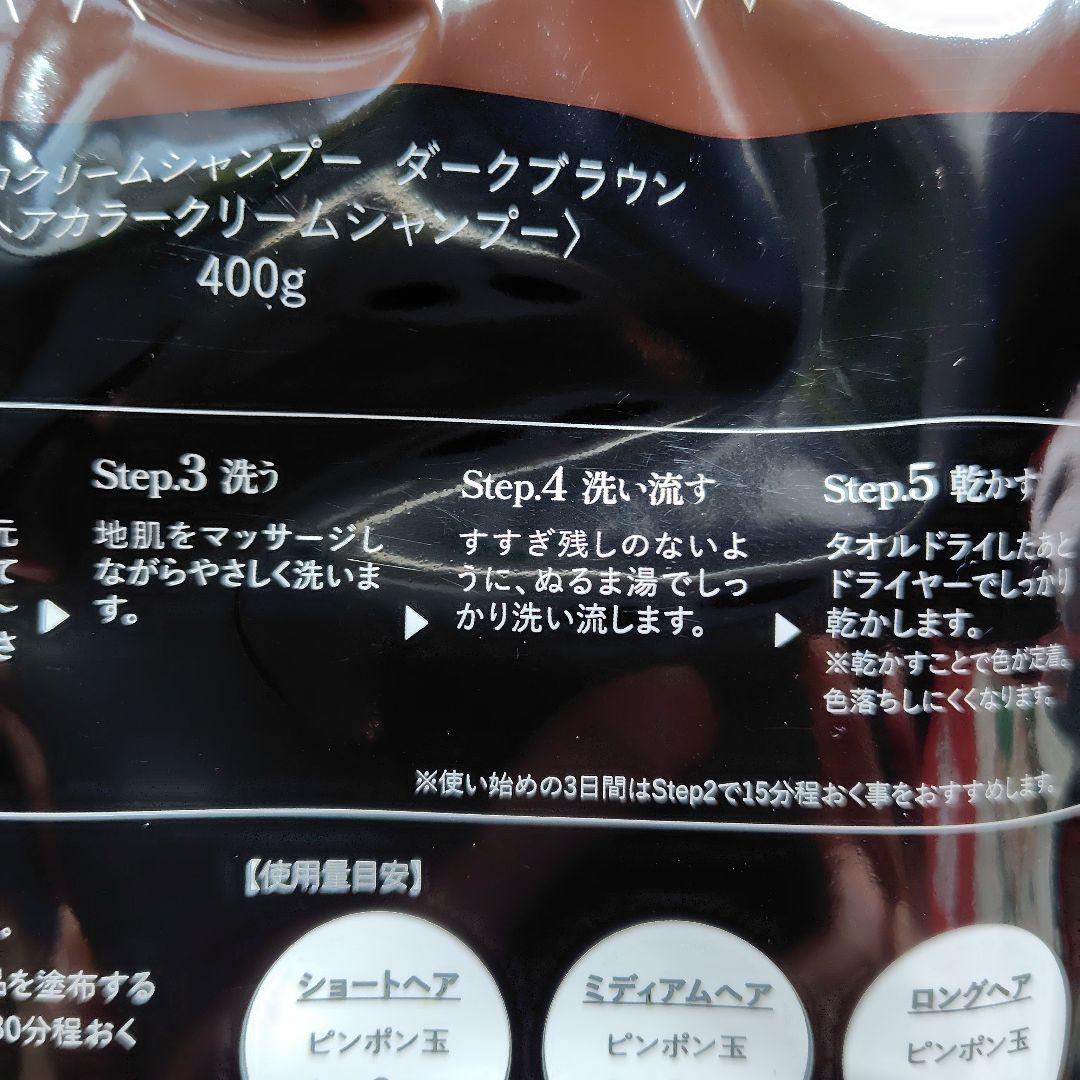 クリームシャンプー ダークブラウン
ヘアカラークリームシャンプー〉
400g
Step.3 洗う
地肌をマッサージし
ながらやさしく洗いま
す。
Step.4 洗い流す
すすぎ残しのないよ
うに、ぬるま湯でしっ
かり洗い流します。
Step.5 乾かす
タオルドライしたあと
ドライヤーでしっかり
乾かします。
※乾かすことで色が定着。
色落ちしにくくなります。
※使い始めの3日間はStep2で15分程おく事をおすすめします。
を塗布する
30分程おく
【使用量目安】
ショートヘア
ピンポン玉
ミディアムヘア
ピンポン玉
ロングヘア
ピンポン玉